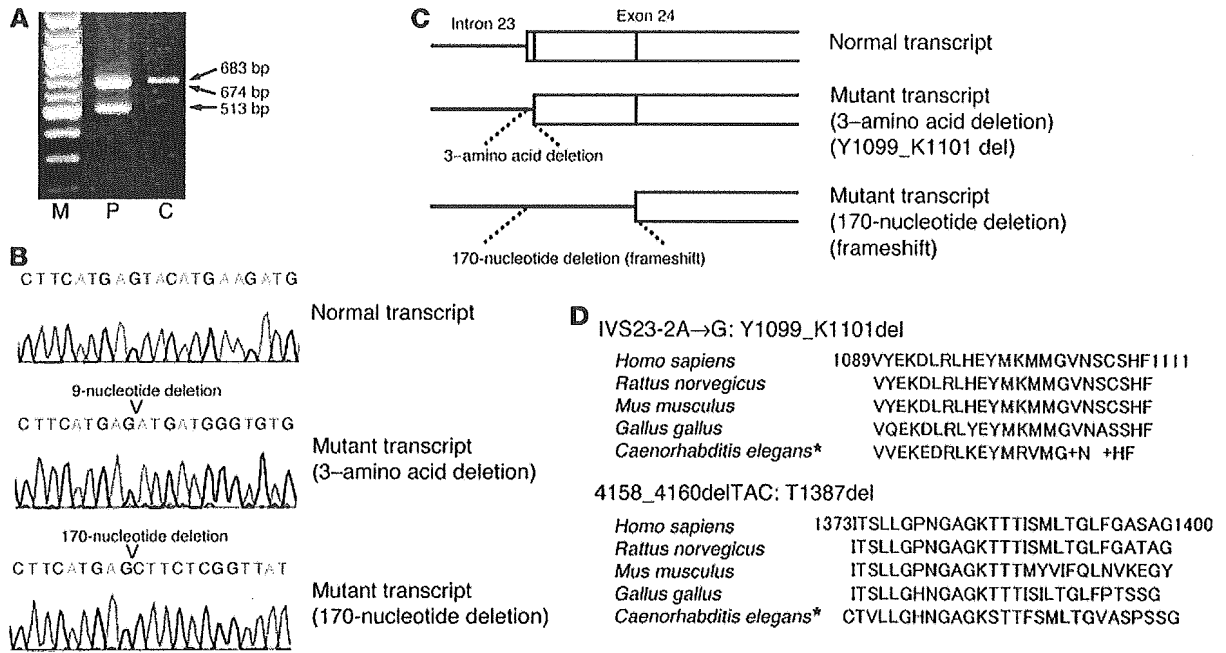 A
683 bp
674 bp
513 bp
M P C
B
CTTCATGAGTACATGAAGATG
Normal transcript
9-nucleotide deletion
CTTCATGAGATGATGGGTGTG
Mutant transcript
(3–amino acid deletion)
170-nucleotide deletion
CTTCATGAGCTTCTCGGTTAT
Mutant transcript
(170-nucleotide deletion)
C
Intron 23
Exon 24
Normal transcript
3–amino acid deletion
Mutant transcript
(3–amino acid deletion)
(Y1099_K1101 del)
170-nucleotide deletion (frameshift)
Mutant transcript
(170-nucleotide deletion)
(frameshift)
D
IVS23-2A→G: Y1099_K1101del
Homo sapiens 1089VYEKDLRLHEYMKMMGVNSCSHF1111
Rattus norvegicus VYEKDLRLHEYMKMMGVNSCSHF
Mus musculus VYEKDLRLHEYMKMMGVNSCSHF
Gallus gallus VQEKDLRLYEYMKMMGVNASSHF
Caenorhabditis elegans* VVEKEDRLKEYMRVMG+N +HF
4158_4160delTAC: T1387del
Homo sapiens 1373ITSLLGPNGAGKTTTISMLTGLFGASAG1400
Rattus norvegicus ITSLLGPNGAGKTTTISMLTGLFGATAG
Mus musculus ITSLLGPNGAGKTTTMYVIFQLNVKEGY
Gallus gallus ITSLLGHNGAGKTTTISILTGLFPTSSG
Caenorhabditis elegans* CTVLLGHNGAGKSTTFSMLTGVASPSSG